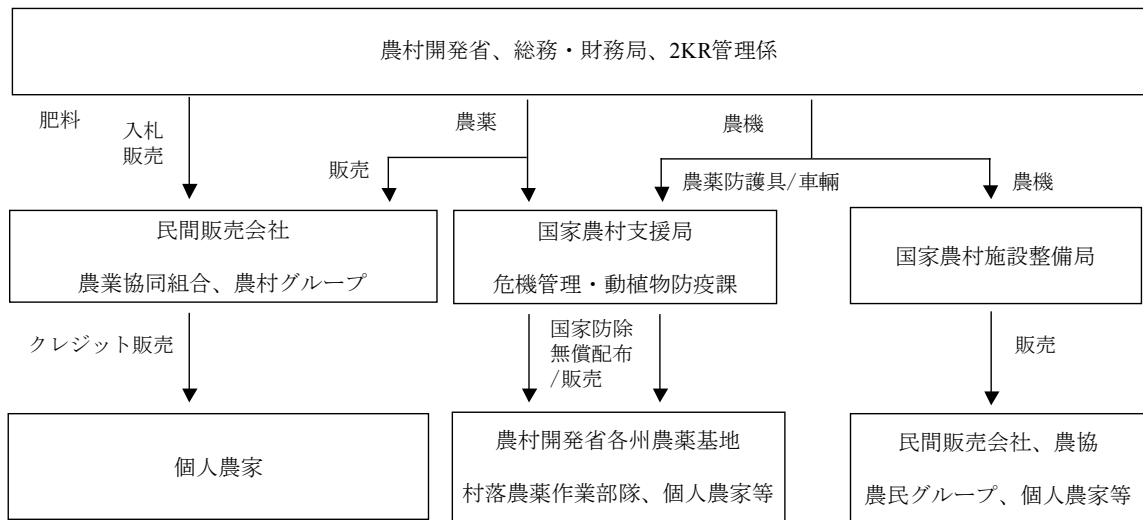 農村開発省、総務・財務局、2KR管理係
肥料
入札
販売
農薬
農機
販売
農薬防護具/車輛
農機
民間販売会社
農業協同組合、農村グループ
国家農村支援局
危機管理・動植物防疫課
国家農村施設整備局
クレジット販売
国家防除
無償配布
/販売
販売
個人農家
農村開発省各州農薬基地
村落農薬作業部隊、個人農家等
民間販売会社、農協
農民グループ、個人農家等